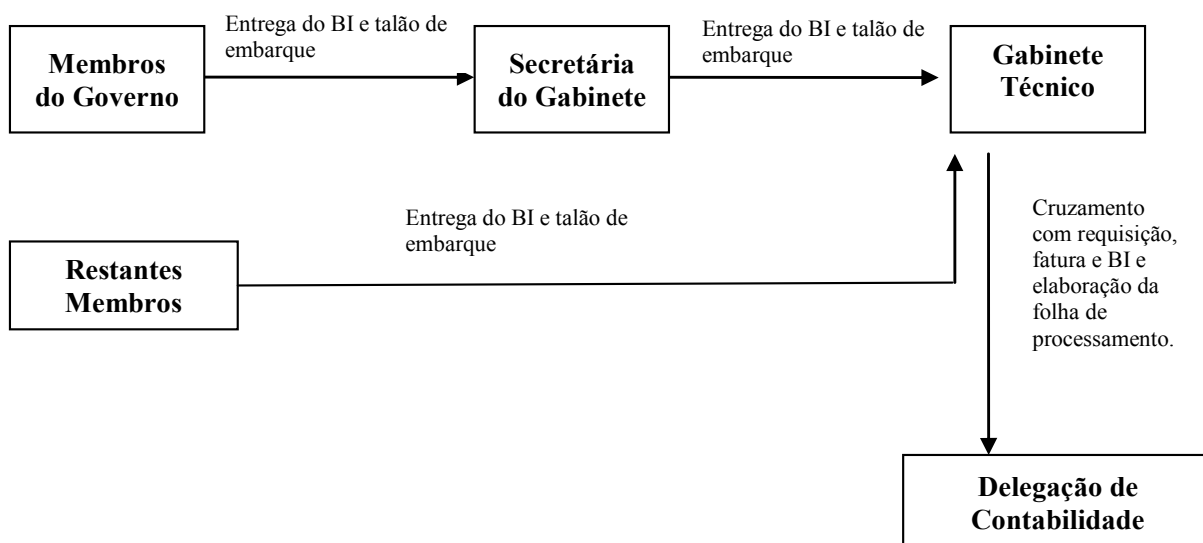 Entrega do BI e talão de
embarque
Entrega do BI e talão de
embarque
Membros
do Governo
Secretária
do Gabinete
Gabinete
Técnico
Entrega do BI e talão de
embarque
Restantes
Membros
Cruzamento
com requisição,
fatura e BI e
elaboração da
folha de
processamento.
Delegação de
Contabilidade